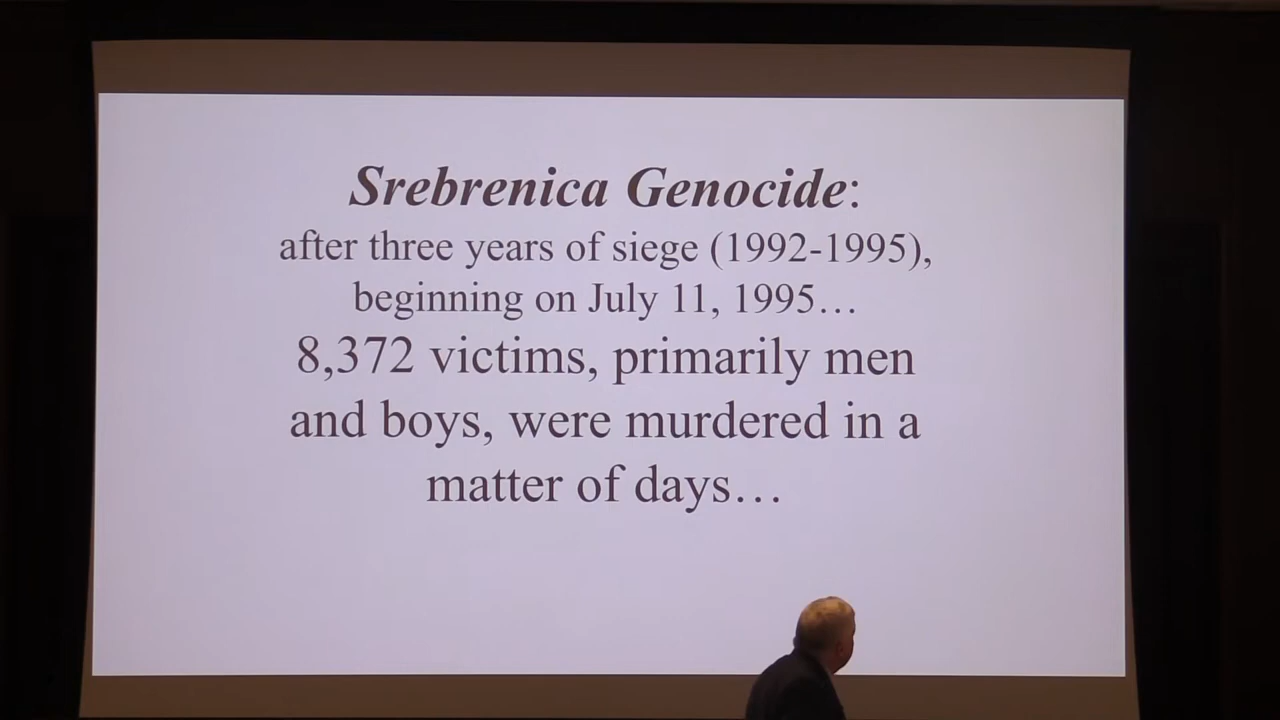 Srebrenica Genocide:
after three years of siege (1992-1995),
beginning on July 11, 1995…
8,372 victims, primarily men
and boys, were murdered in a
matter of days…